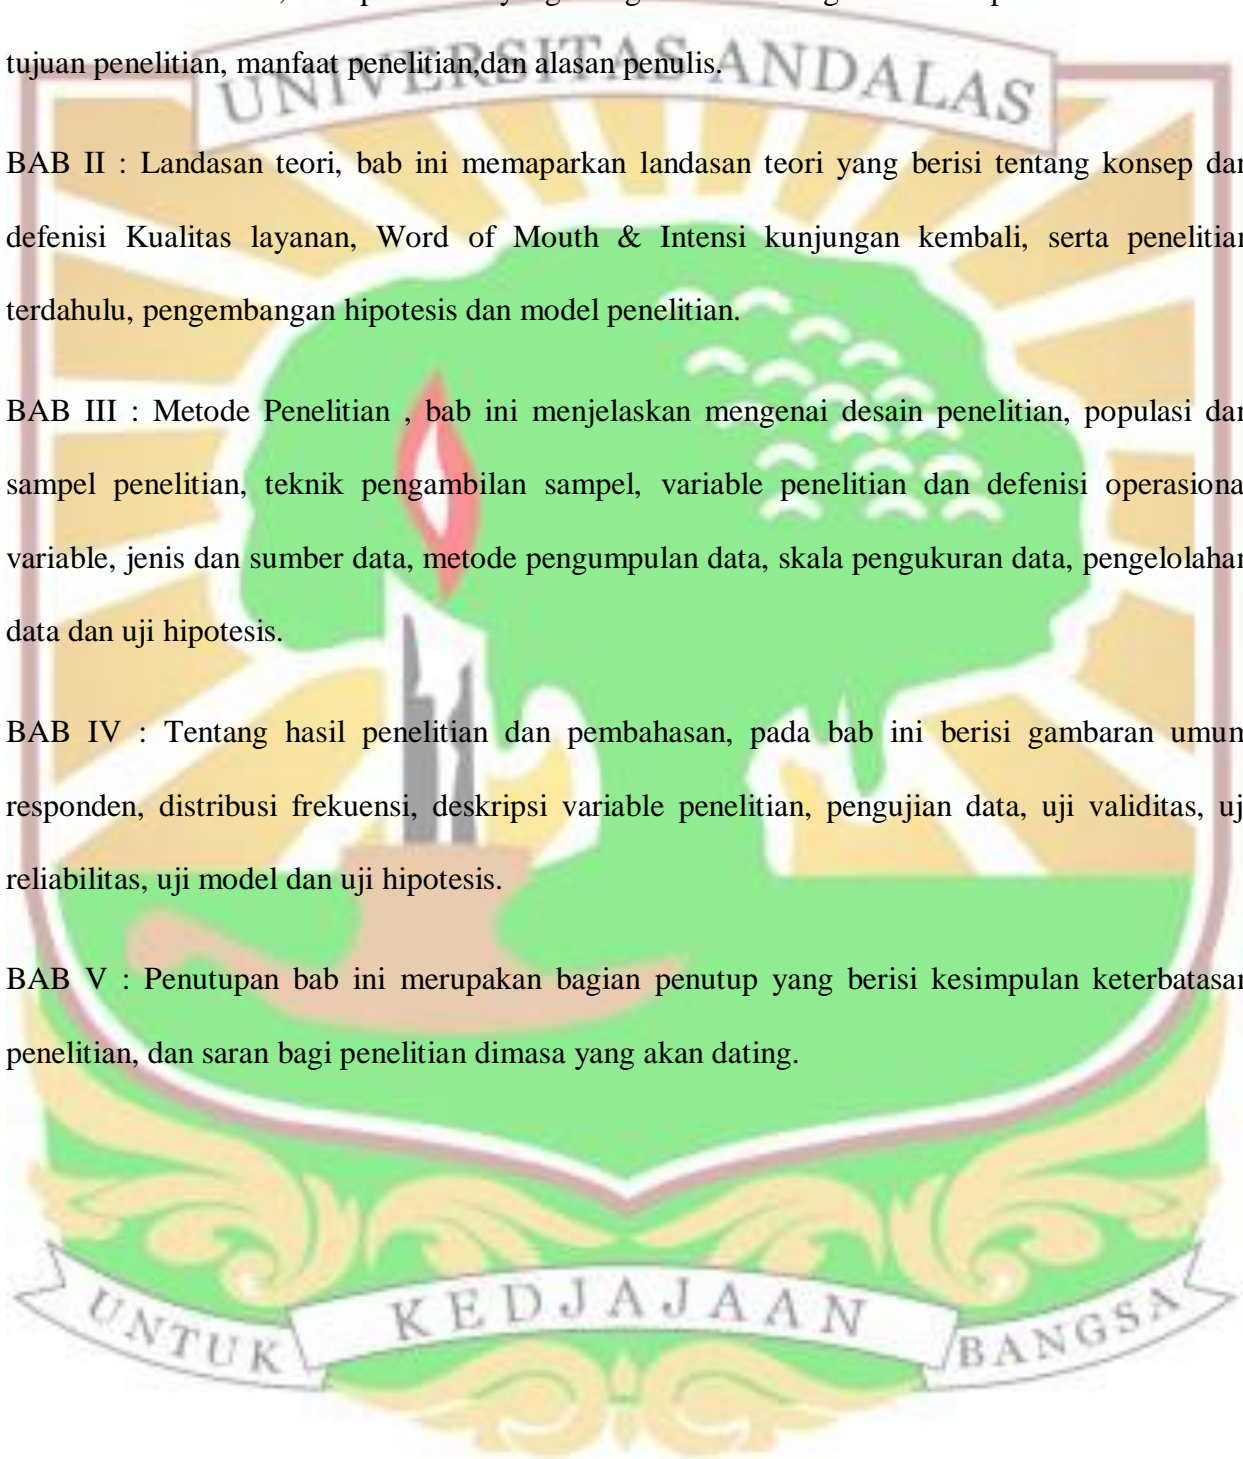 tujuan penelitian, manfaat penelitian,dan alasan penulis.
UNIVERSITAS ANDALAS
BAB II : Landasan teori, bab ini memaparkan landasan teori yang berisi tentang konsep dan
defenisi Kualitas layanan, Word of Mouth & Intensi kunjungan kembali, serta penelitian
terdahulu, pengembangan hipotesis dan model penelitian.
BAB III : Metode Penelitian , bab ini menjelaskan mengenai desain penelitian, populasi dan
sampel penelitian, teknik pengambilan sampel, variable penelitian dan defenisi operasional
variable, jenis dan sumber data, metode pengumpulan data, skala pengukuran data, pengelolahan
data dan uji hipotesis.
BAB IV : Tentang hasil penelitian dan pembahasan, pada bab ini berisi gambaran umum
responden, distribusi frekuensi, deskripsi variable penelitian, pengujian data, uji validitas, uji
reliabilitas, uji model dan uji hipotesis.
BAB V : Penutupan bab ini merupakan bagian penutup yang berisi kesimpulan keterbatasan
penelitian, dan saran bagi penelitian dimasa yang akan dating.
UNTUK KEDJAJAAN BANGSA